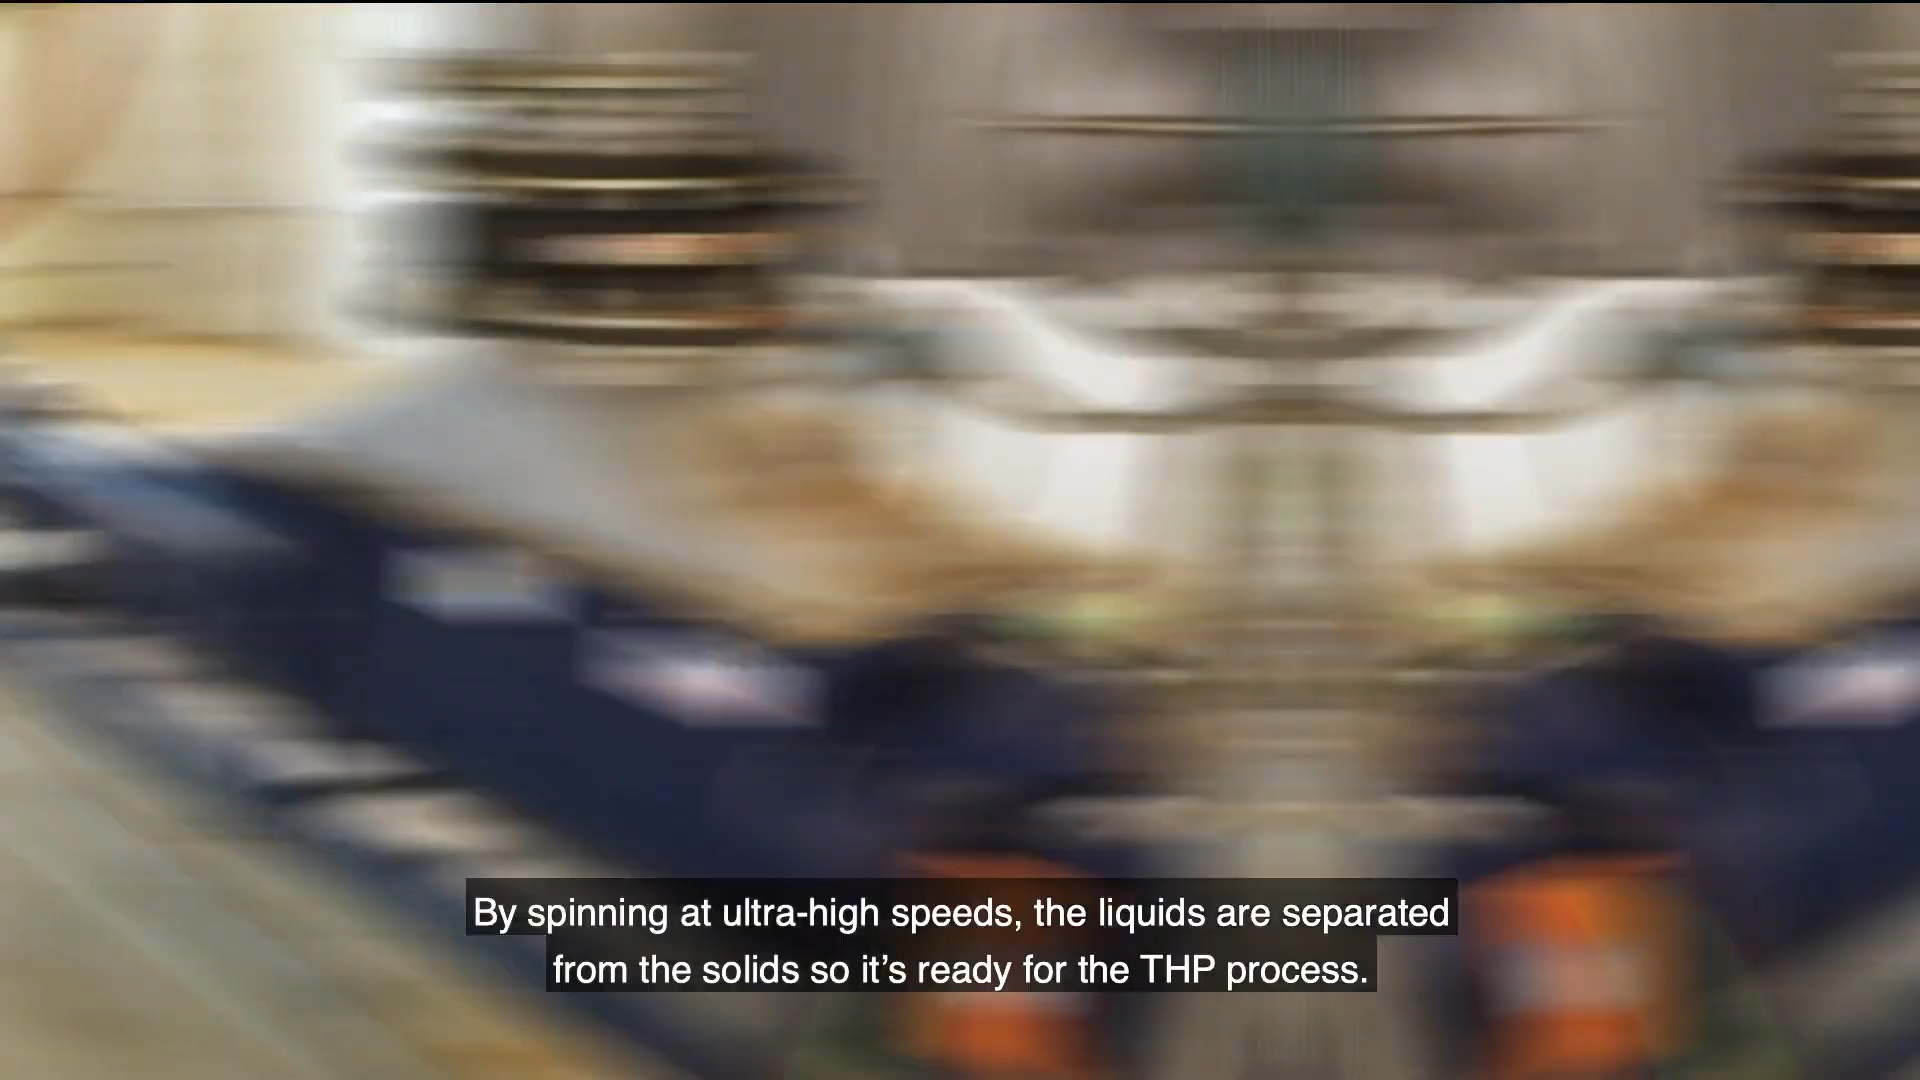 By spinning at ultra-high speeds, the liquids are separated
from the solids so it’s ready for the THP process.